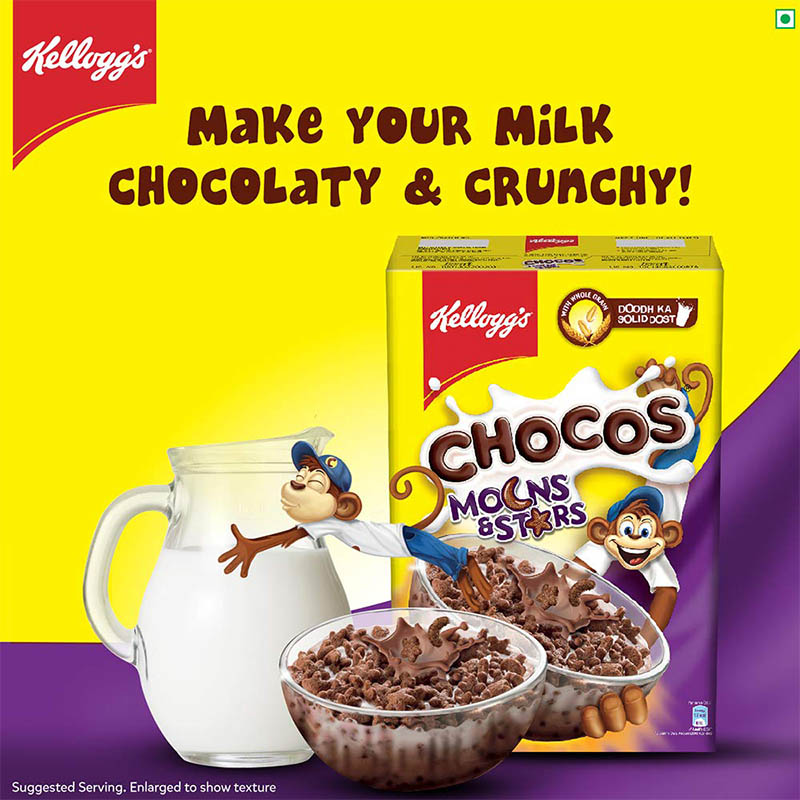 Kellogg's
MaKe YOUR MiLK
CHOCOLaTY & CRUnCHY!
Kellogg's
WITH WHOLE GRAIN
DOODH KA
SOLID DOST
CHOCOS
MOONS
& STARS
Suggested Serving. Enlarged to show texture